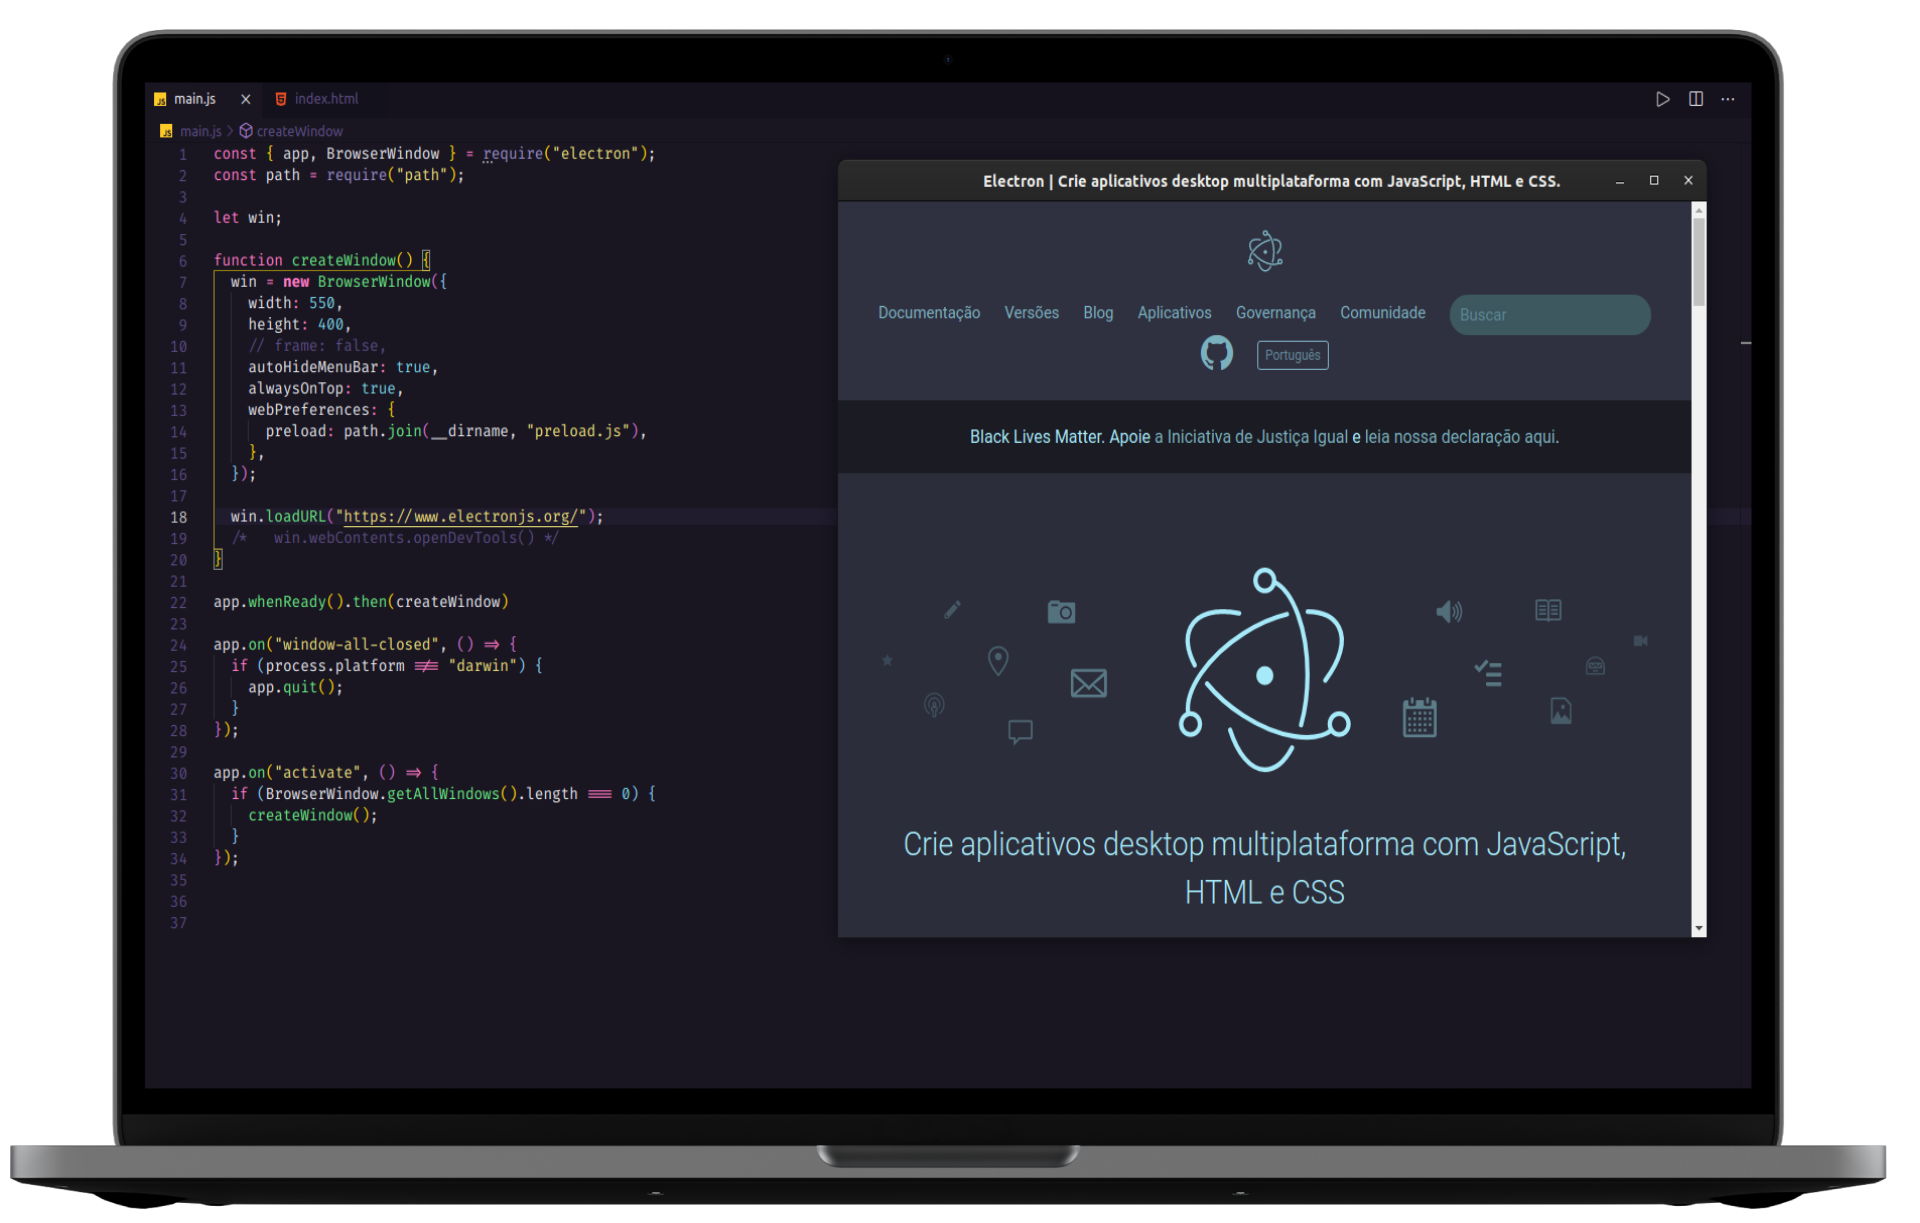 main.js
index.html
main.js > createWindow
1 const { app, BrowserWindow } = require("electron");
2 const path = require("path");
3
4 let win;
5
6 function createWindow() {
7 win = new BrowserWindow({
8 width: 550,
9 height: 400,
10 // frame: false,
11 autoHideMenuBar: true,
12 alwaysOnTop: true,
13 webPreferences: {
14 preload: path.join(__dirname, "preload.js"),
15 },
16 });
17
18 win.loadURL("https://www.electronjs.org/");
19 /* win.webContents.openDevTools() */
20 }
21
22 app.whenReady().then(createWindow)
23
24 app.on("window-all-closed", () => {
25 if (process.platform !== "darwin") {
26 app.quit();
27 }
28 });
29
30 app.on("activate", () => {
31 if (BrowserWindow.getAllWindows().length === 0) {
32 createWindow();
33 }
34 });
35
36
37
Electron | Crie aplicativos desktop multiplataforma com JavaScript, HTML e CSS.
Documentação Versões Blog Aplicativos Governança Comunidade Buscar
Português
Black Lives Matter. Apoie a Iniciativa de Justiça Igual e leia nossa declaração aqui.
Crie aplicativos desktop multiplataforma com JavaScript,
HTML e CSS